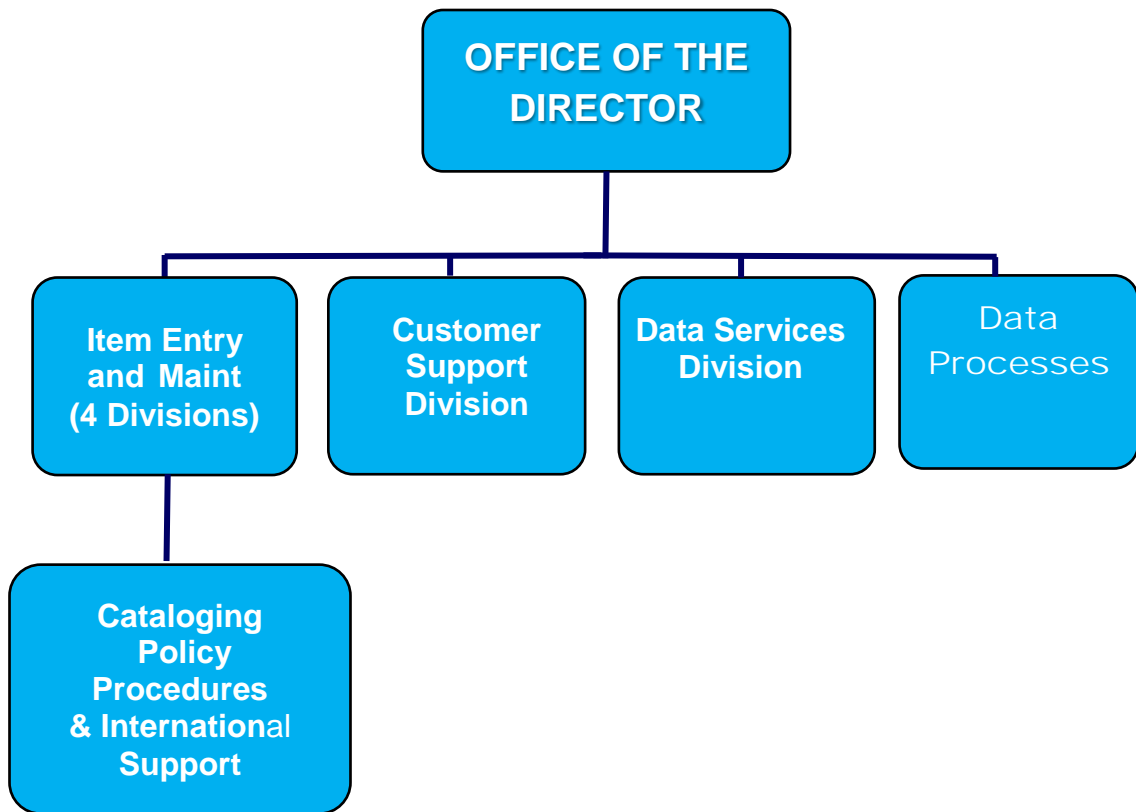 OFFICE OF THE
DIRECTOR
Item Entry
and Maint
(4 Divisions)
Customer
Support
Division
Data Services
Division
Data
Processes
Cataloging
Policy
Procedures
& International
Support